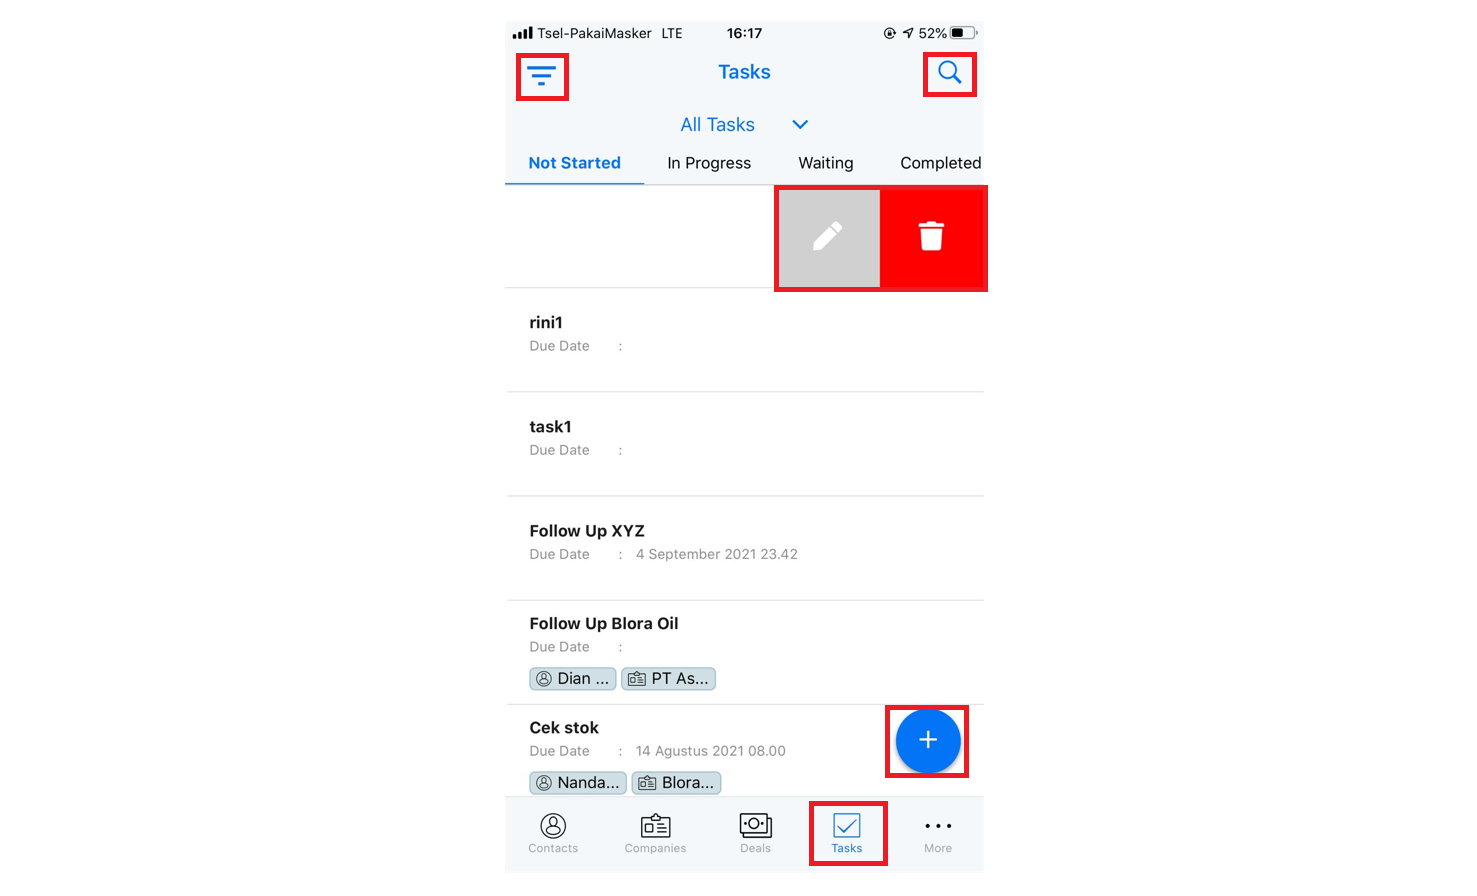 Tsel-PakaiMasker LTE 16:17 52%
Tasks
All Tasks
Not Started In Progress Waiting Completed
rini1
Due Date :
task1
Due Date :
Follow Up XYZ
Due Date : 4 September 2021 23.42
Follow Up Blora Oil
Due Date :
Dian ... PT As...
Cek stok
Due Date : 14 Agustus 2021 08.00
Nanda... Blora...
Contacts Companies Deals Tasks More